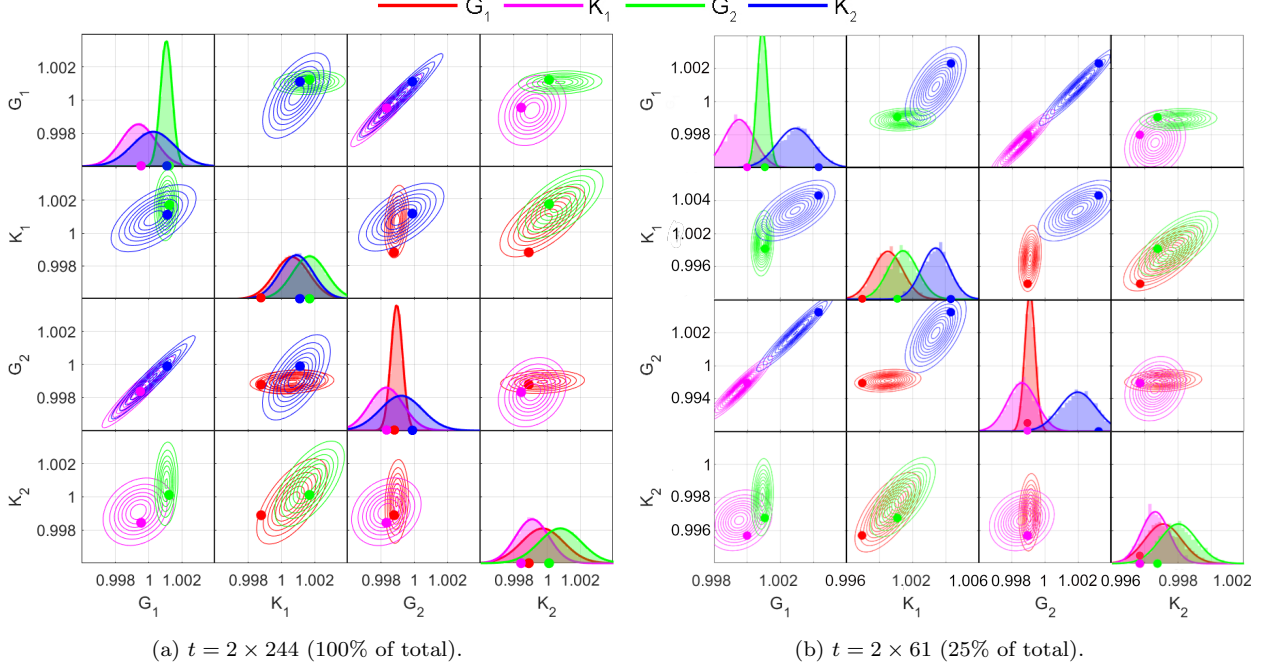 G1 K1 G2 K2
1.002 1 0.998 G1
1.002 1 0.998 K1
1.002 1 0.998 G2
1.002 1 0.998 K2
0.998 1 1.002 0.998 1 1.002 0.998 1 1.002 0.998 1 1.002
G1 K1 G2 K2
(a) t = 2 × 244 (100% of total).
1.002 1 0.998 G1
1.004 1.002 0.996 K1
1.002 1 0.994 G2
1 0.998 0.996 K2
0.998 1.002 0.996 1.002 1.006 0.998 1 1.002 0.996 0.998 1.002
G1 K1 G2 K2
(b) t = 2 × 61 (25% of total).